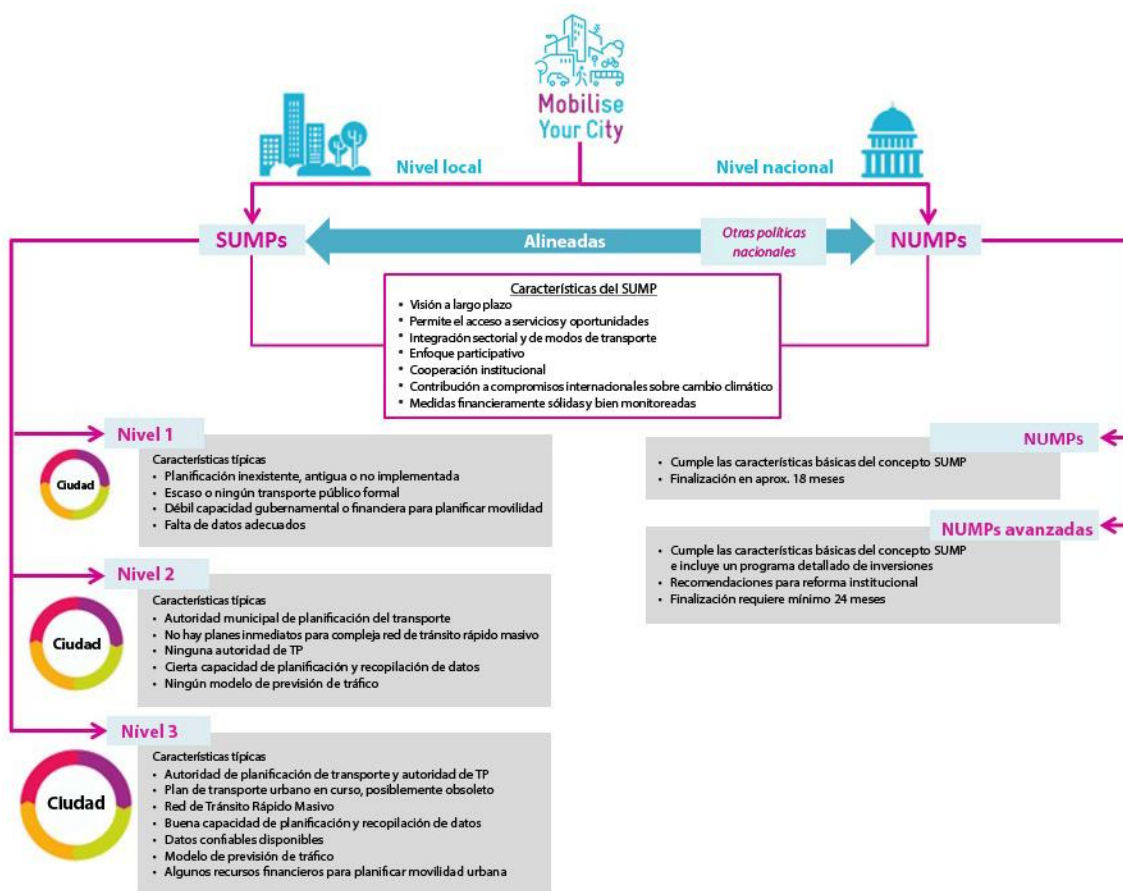 Mobilise
Your City
Nivel local
Nivel nacional
SUMPs
Alineadas
Otras políticas
nacionales
NUMPs
Características del SUMP
• Visión a largo plazo
• Permite el acceso a servicios y oportunidades
• Integración sectorial y de modos de transporte
• Enfoque participativo
• Cooperación institucional
• Contribución a compromisos internacionales sobre cambio climático
• Medidas financieramente sólidas y bien monitoreadas
Nivel 1
Ciudad
Características típicas
• Planificación inexistente, antigua o no implementada
• Escaso o ningún transporte público formal
• Débil capacidad gubernamental o financiera para planificar movilidad
• Falta de datos adecuados
Nivel 2
Ciudad
Características típicas
• Autoridad municipal de planificación del transporte
• No hay planes inmediatos para compleja red de tránsito rápido masivo
• Ninguna autoridad de TP
• Cierta capacidad de planificación y recopilación de datos
• Ningún modelo de previsión de tráfico
Nivel 3
Ciudad
Características típicas
• Autoridad de planificación de transporte y autoridad de TP
• Plan de transporte urbano en curso, posiblemente obsoleto
• Red de Tránsito Rápido Masivo
• Buena capacidad de planificación y recopilación de datos
• Datos confiables disponibles
• Modelo de previsión de tráfico
• Algunos recursos financieros para planificar movilidad urbana
NUMPs
• Cumple las características básicas del concepto SUMP
• Finalización en aprox. 18 meses
NUMPs avanzadas
• Cumple las características básicas del concepto SUMP
e incluye un programa detallado de inversiones
• Recomendaciones para reforma institucional
• Finalización requiere mínimo 24 meses